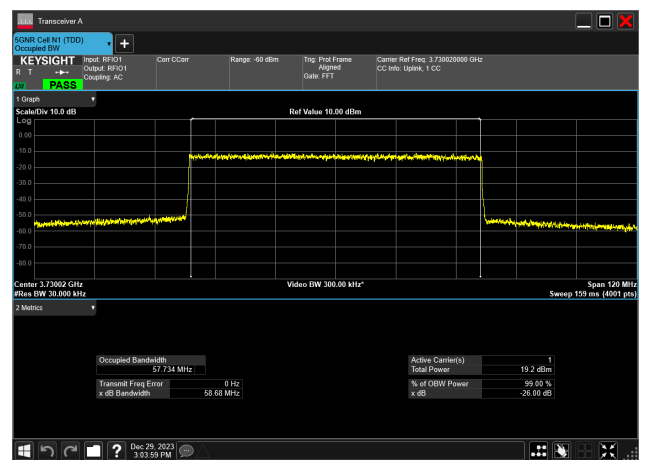 Transceiver A
5GNR Cell N1 (TDD)
Occupied BW
KEYSIGHT
R T
LV
PASS
Input: RFIO1
Output: RFIO1
Coupling: AC
Corr CCorr
Range: -60 dBm
Trig: Prot Frame
Aligned
Gate: FFT
Carrier Ref Freq: 3.730020000 GHz
CC Info: Uplink, 1 CC
1 Graph
Scale/Div 10.0 dB
Ref Value 10.00 dBm
Log
0.00
-10.0
-20.0
-30.0
-40.0
-50.0
-60.0
-70.0
-80.0
Center 3.73002 GHz
Video BW 300.00 kHz*
Span 120 MHz
#Res BW 30.000 kHz
Sweep 159 ms (4001 pts)
2 Metrics
Occupied Bandwidth
57.734 MHz
Active Carrier(s) 1
Total Power 19.2 dBm
Transmit Freq Error 0 Hz
x dB Bandwidth 58.68 MHz
% of OBW Power 99.00 %
x dB -26.00 dB
?
Dec 29, 2023
3:03:59 PM